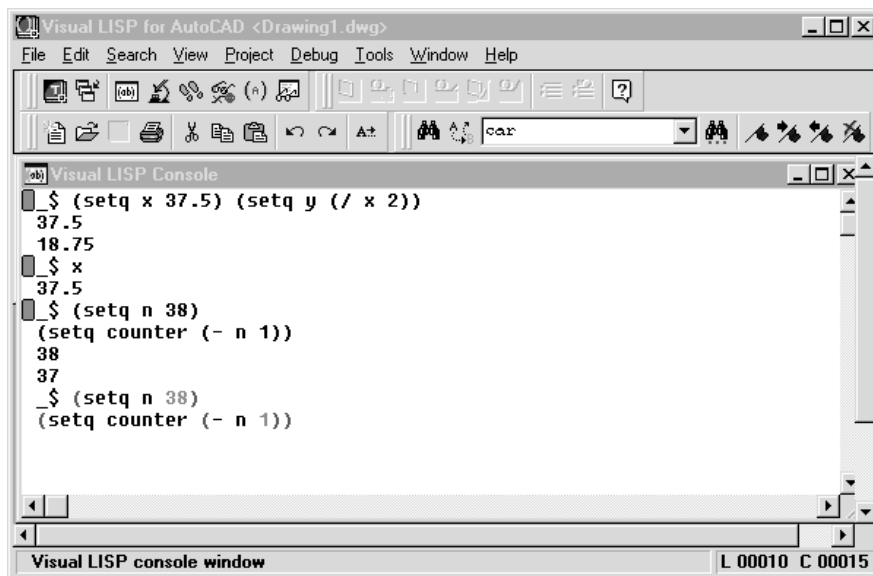 Visual LISP for AutoCAD <Drawing1.dwg>
File Edit Search View Project Debug Tools Window Help
car
Visual LISP Console
_$ (setq x 37.5) (setq y (/ x 2))
37.5
18.75
_$ x
37.5
_$ (setq n 38)
(setq counter (- n 1))
38
37
_$ (setq n 38)
(setq counter (- n 1))
Visual LISP console window
L 00010 C 00015